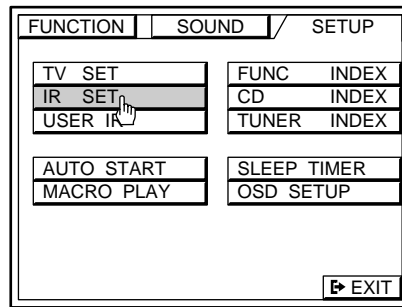 FUNCTION SOUND SETUP
TV SET
IR SET
USER IR
AUTO START
MACRO PLAY
FUNC INDEX
CD INDEX
TUNER INDEX
SLEEP TIMER
OSD SETUP
EXIT